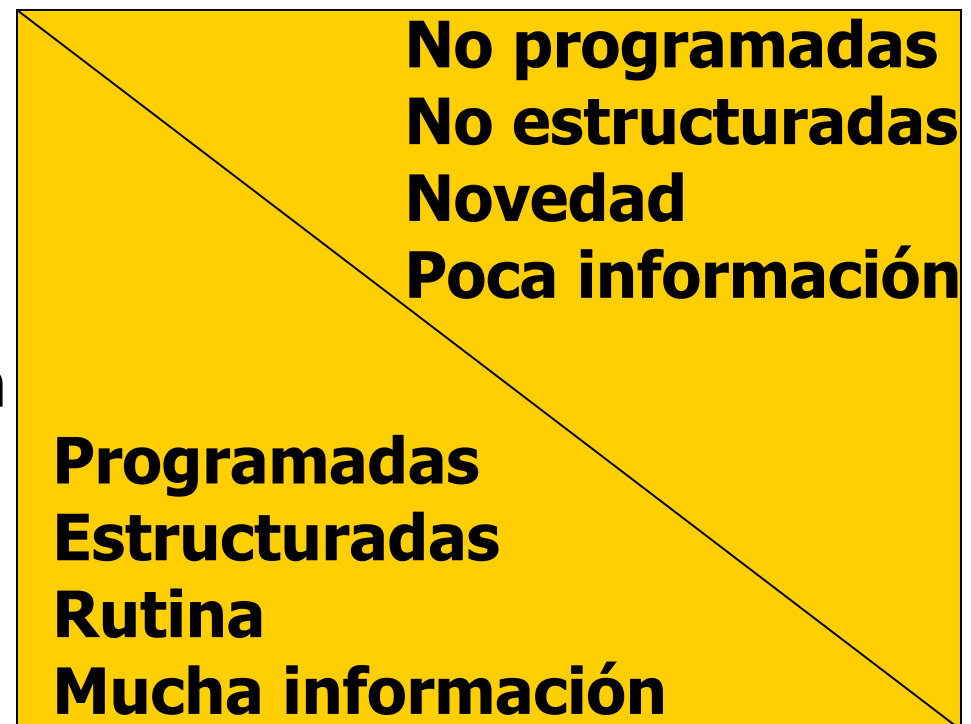 No programadas
No estructuradas
Novedad
Poca información
Programadas
Estructuradas
Rutina
Mucha información